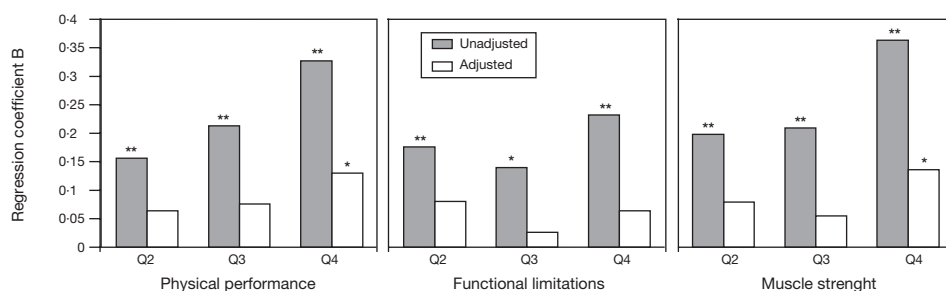 Regression coefficient B
0·4
0·35
0·3
0·25
0·2
0·15
0·1
0·05
0
** ** ** *
Q2 Q3 Q4
Physical performance
Unadjusted
Adjusted
** * **
Q2 Q3 Q4
Functional limitations
** ** ** *
Q2 Q3 Q4
Muscle strenght